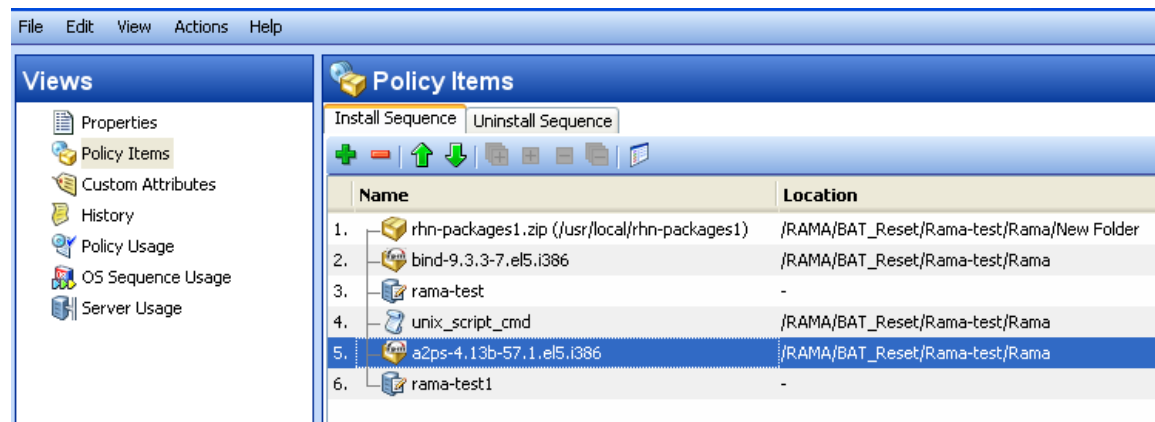 File Edit View Actions Help
Views
Properties
Policy Items
Custom Attributes
History
Policy Usage
OS Sequence Usage
Server Usage
Policy Items
Install Sequence Uninstall Sequence
Name Location
1. rhn-packages1.zip (/usr/local/rhn-packages1) /RAMA/BAT_Reset/Rama-test/Rama/New Folder
2. bind-9.3.3-7.el5.i386 /RAMA/BAT_Reset/Rama-test/Rama
3. rama-test -
4. unix_script_cmd /RAMA/BAT_Reset/Rama-test/Rama
5. a2ps-4.13b-57.1.el5.i386 /RAMA/BAT_Reset/Rama-test/Rama
6. rama-test1 -